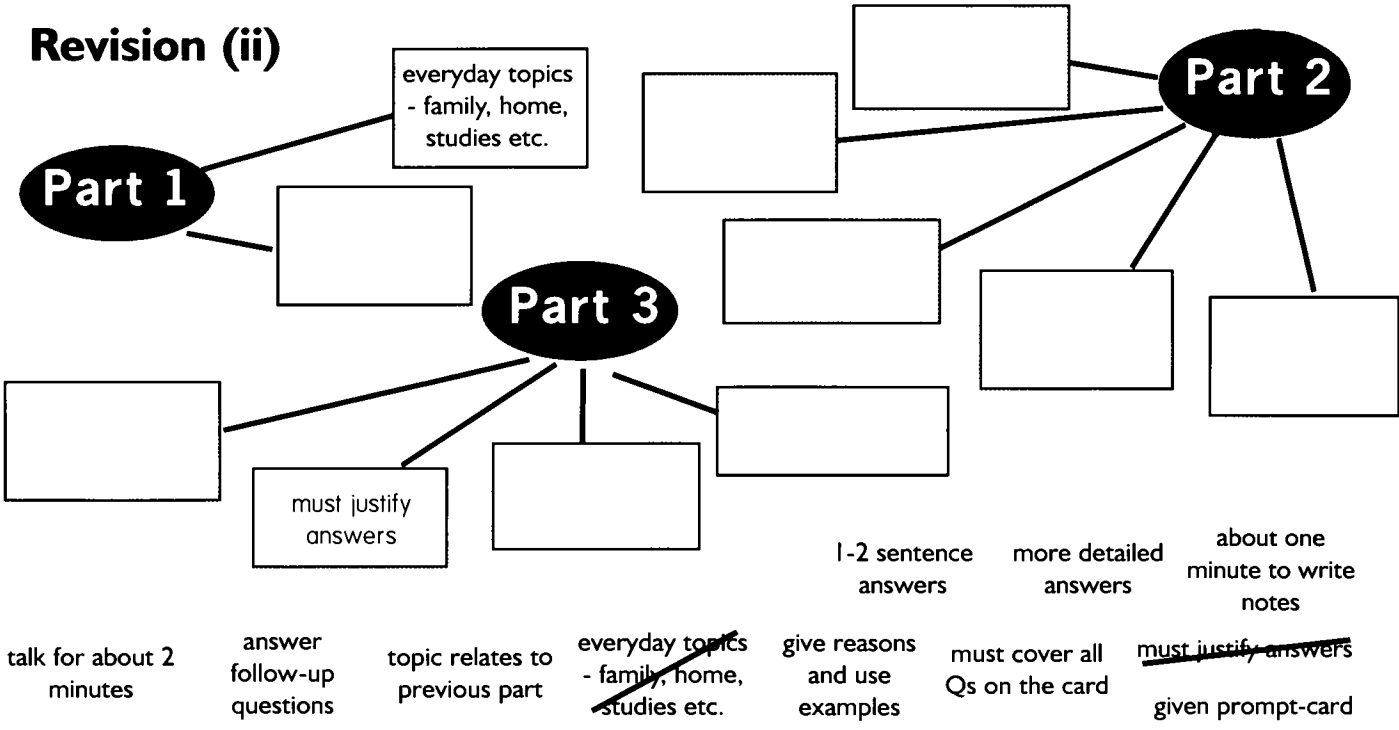 Revision (ii)
everyday topics
- family, home,
studies etc.
Part 1
Part 2
Part 3
must justify
answers
1-2 sentence
answers
more detailed
answers
about one
minute to write
notes
talk for about 2
minutes
answer
follow-up
questions
topic relates to
previous part
everyday topics
- family, home,
studies etc.
give reasons
and use
examples
must cover all
Qs on the card
must justify answers
given prompt-card